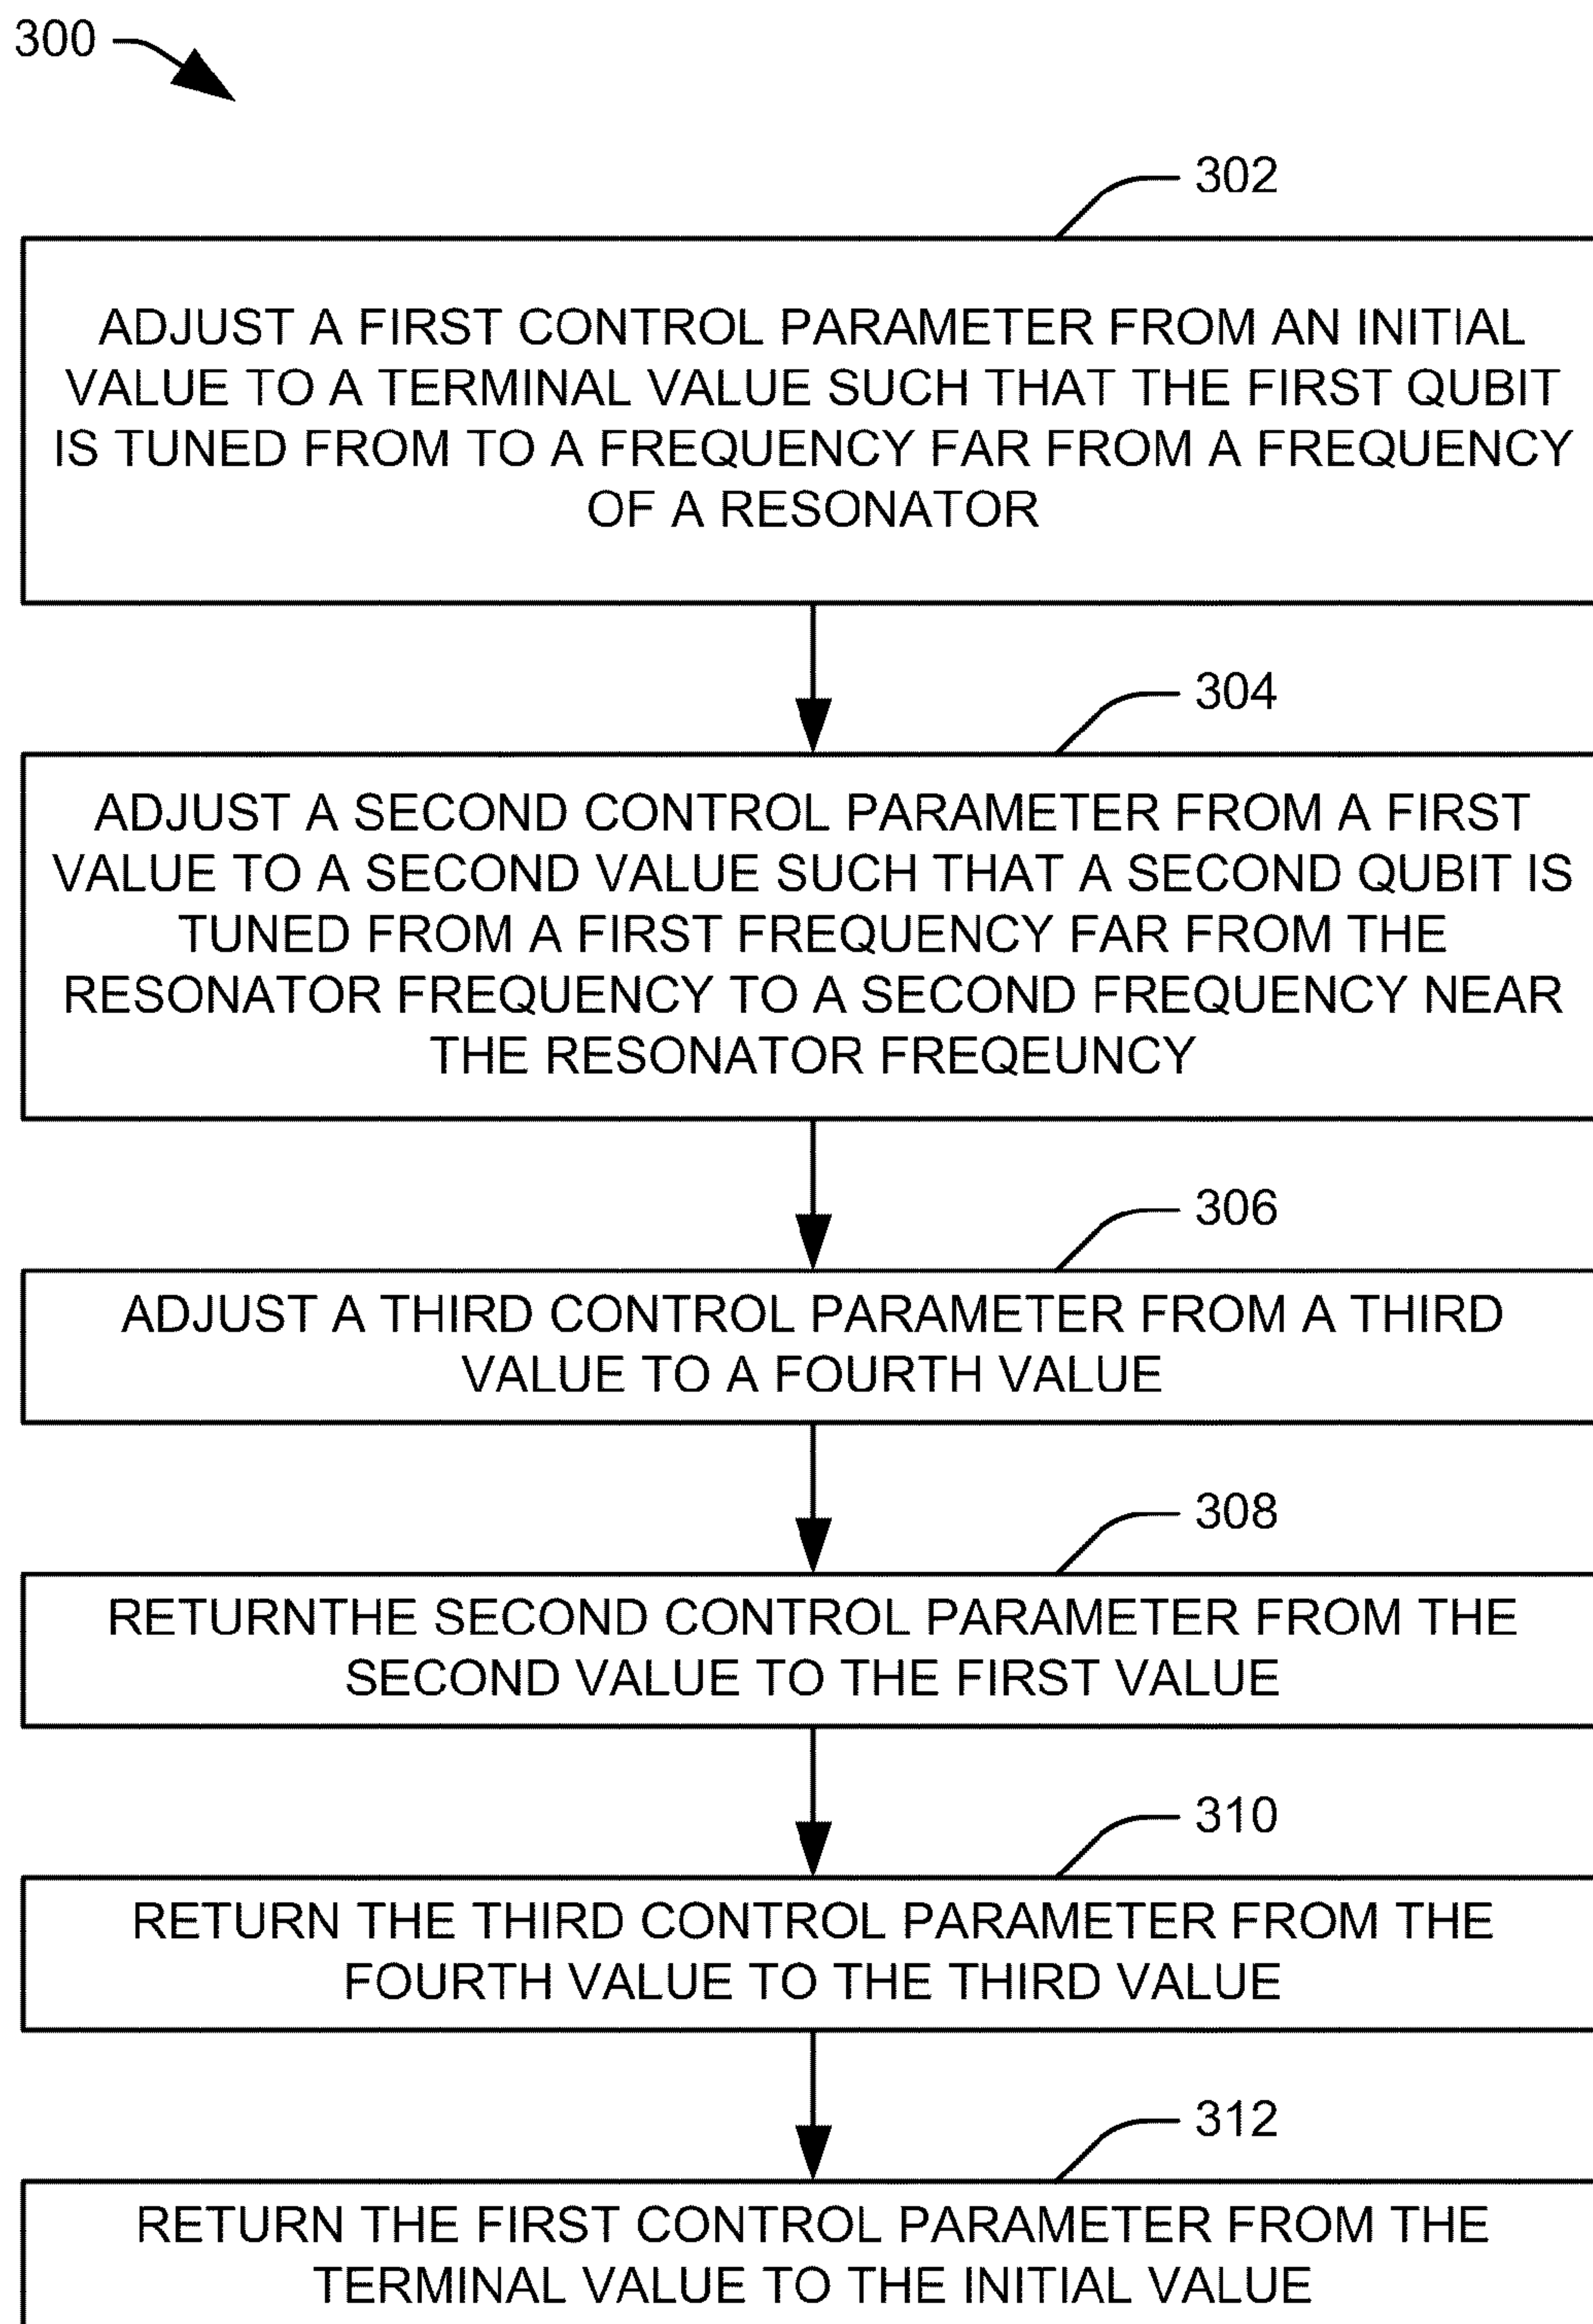 300
302
ADJUST A FIRST CONTROL PARAMETER FROM AN INITIAL
VALUE TO A TERMINAL VALUE SUCH THAT THE FIRST QUBIT
IS TUNED FROM TO A FREQUENCY FAR FROM A FREQUENCY
OF A RESONATOR
304
ADJUST A SECOND CONTROL PARAMETER FROM A FIRST
VALUE TO A SECOND VALUE SUCH THAT A SECOND QUBIT IS
TUNED FROM A FIRST FREQUENCY FAR FROM THE
RESONATOR FREQUENCY TO A SECOND FREQUENCY NEAR
THE RESONATOR FREQEUNCY
306
ADJUST A THIRD CONTROL PARAMETER FROM A THIRD
VALUE TO A FOURTH VALUE
308
RETURNTHE SECOND CONTROL PARAMETER FROM THE
SECOND VALUE TO THE FIRST VALUE
310
RETURN THE THIRD CONTROL PARAMETER FROM THE
FOURTH VALUE TO THE THIRD VALUE
312
RETURN THE FIRST CONTROL PARAMETER FROM THE
TERMINAL VALUE TO THE INITIAL VALUE